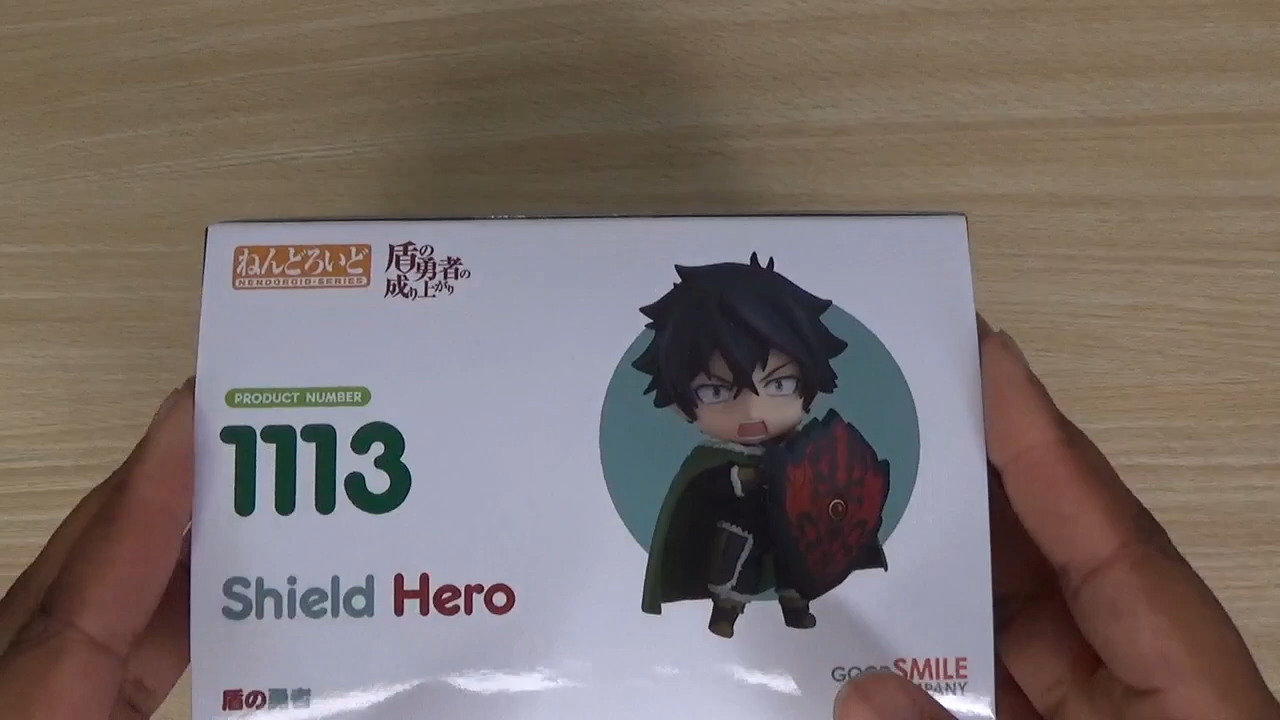 ねんどろいど
NENDOROID-SERIES
盾の勇者の
成り上がり
PRODUCT NUMBER
1113
Shield Hero
盾の勇者
GOOD SMILE